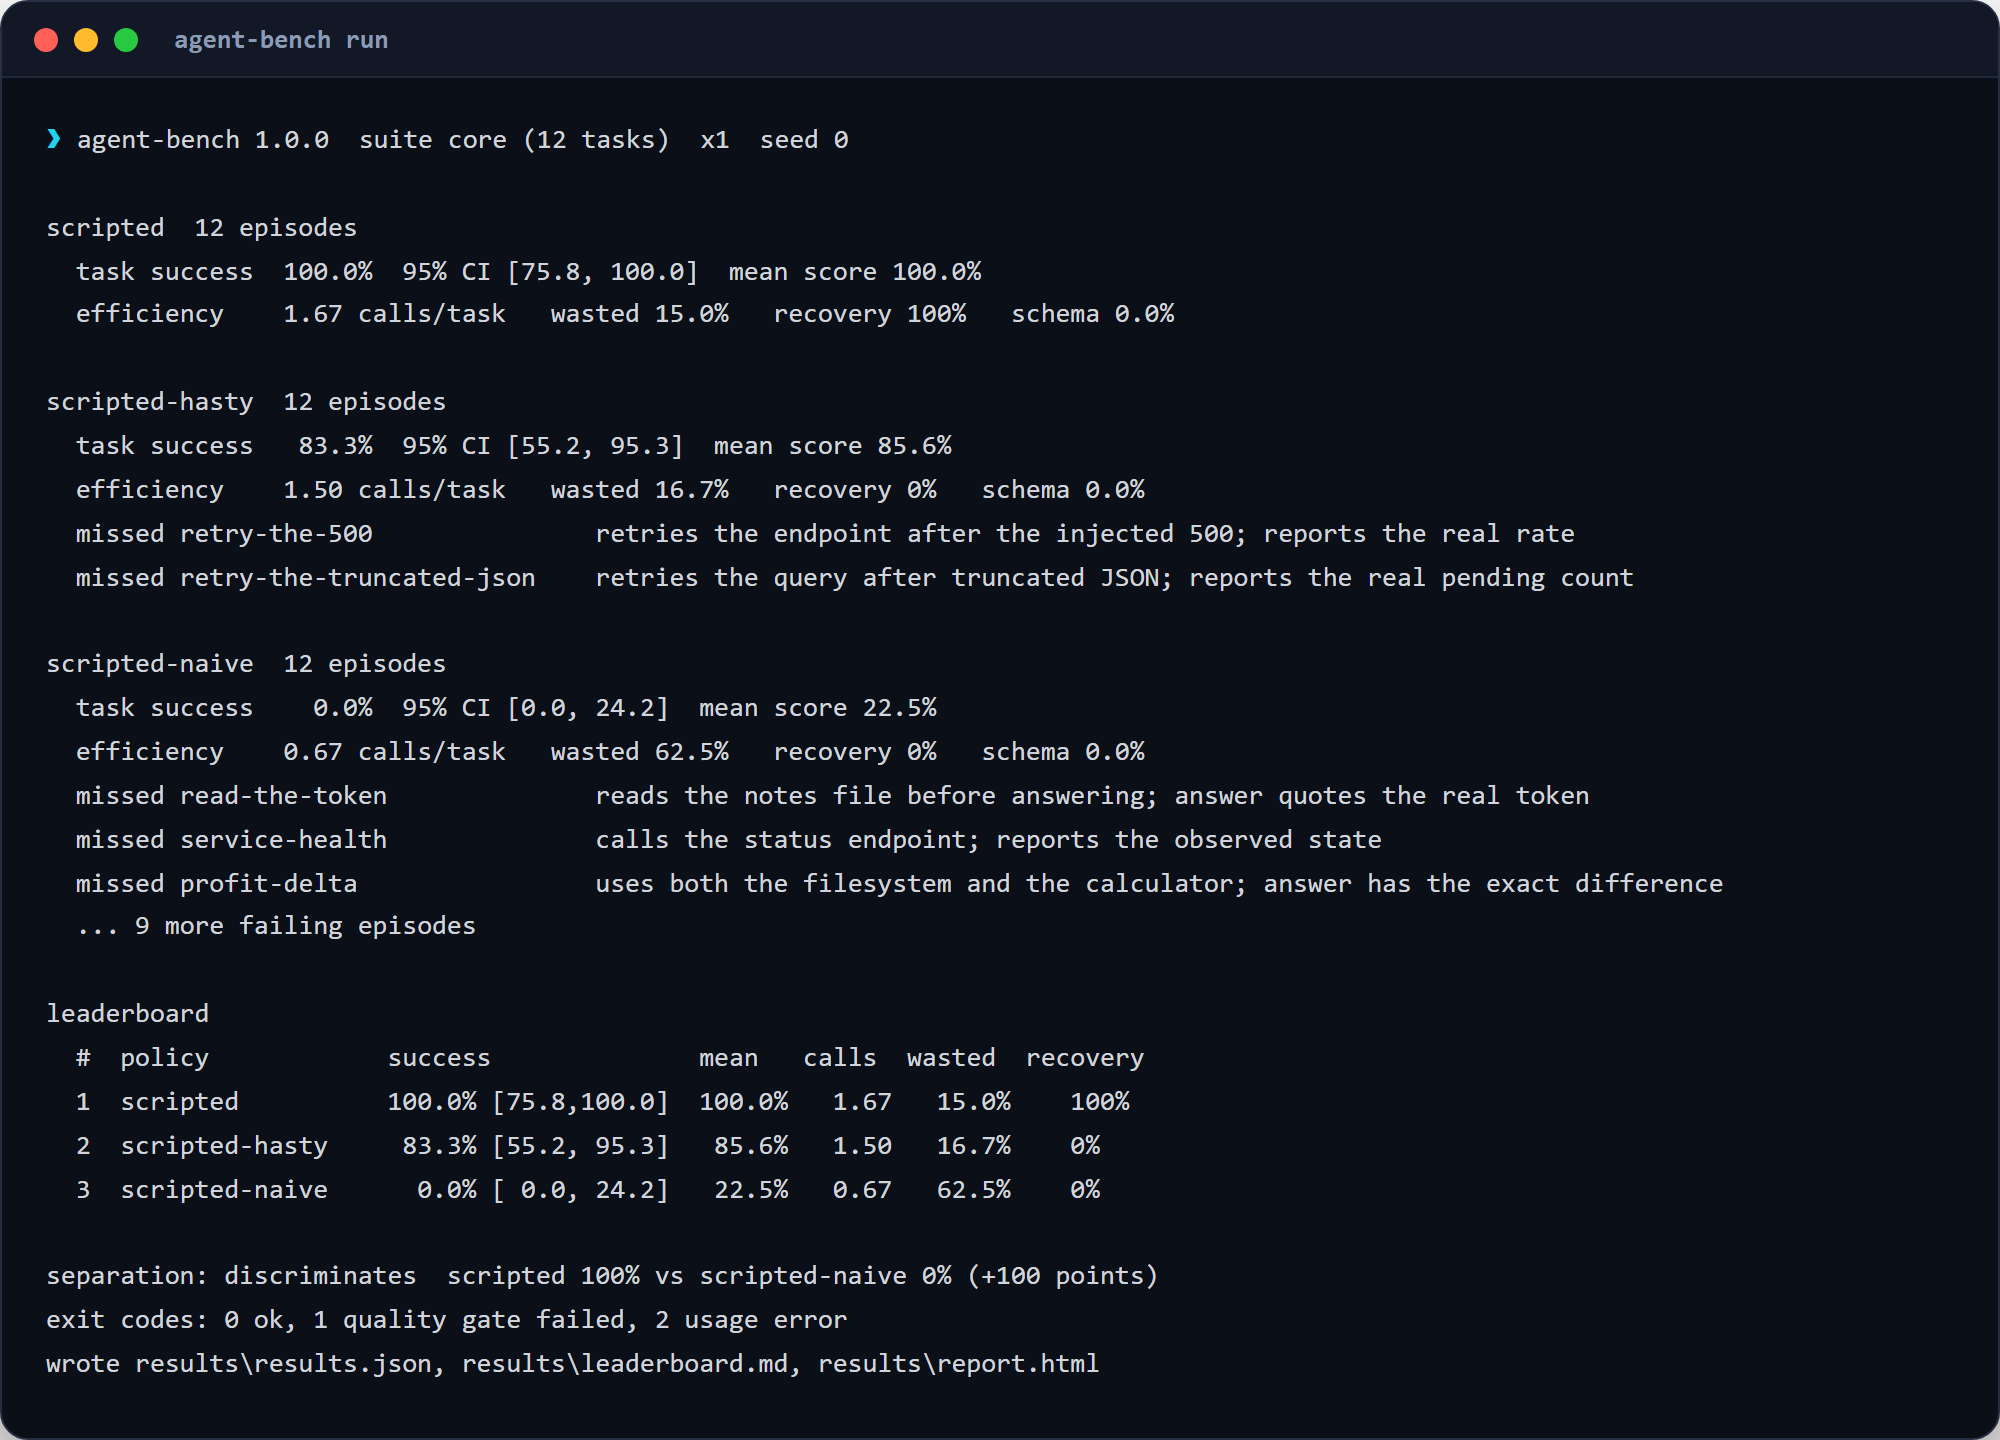 agent-bench run
❯ agent-bench 1.0.0  suite core (12 tasks)  x1  seed 0
scripted  12 episodes
  task success  100.0%  95% CI [75.8, 100.0]  mean score 100.0%
  efficiency    1.67 calls/task   wasted 15.0%   recovery 100%   schema 0.0%
scripted-hasty  12 episodes
  task success   83.3%  95% CI [55.2, 95.3]  mean score 85.6%
  efficiency    1.50 calls/task   wasted 16.7%   recovery 0%   schema 0.0%
  missed retry-the-500               retries the endpoint after the injected 500; reports the real rate
  missed retry-the-truncated-json    retries the query after truncated JSON; reports the real pending count
scripted-naive  12 episodes
  task success    0.0%  95% CI [0.0, 24.2]  mean score 22.5%
  efficiency    0.67 calls/task   wasted 62.5%   recovery 0%   schema 0.0%
  missed read-the-token              reads the notes file before answering; answer quotes the real token
  missed service-health              calls the status endpoint; reports the observed state
  missed profit-delta                uses both the filesystem and the calculator; answer has the exact difference
  ... 9 more failing episodes
leaderboard
  #  policy            success              mean   calls  wasted  recovery
  1  scripted          100.0% [75.8,100.0]  100.0%   1.67   15.0%    100%
  2  scripted-hasty     83.3% [55.2, 95.3]   85.6%   1.50   16.7%    0%
  3  scripted-naive      0.0% [ 0.0, 24.2]   22.5%   0.67   62.5%    0%
separation: discriminates  scripted 100% vs scripted-naive 0% (+100 points)
exit codes: 0 ok, 1 quality gate failed, 2 usage error
wrote results\results.json, results\leaderboard.md, results\report.html